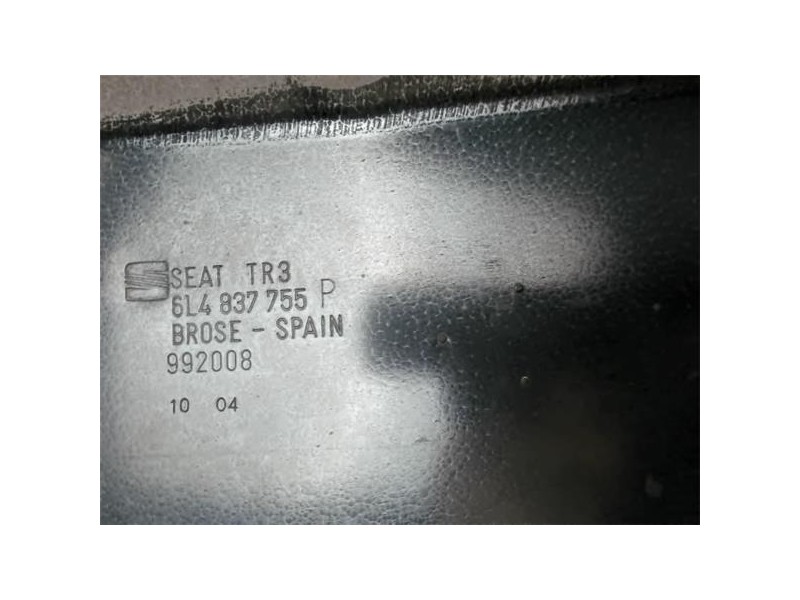 SEAT TR3
6L4 837 755 P
BROSE - SPAIN
992008
10 04